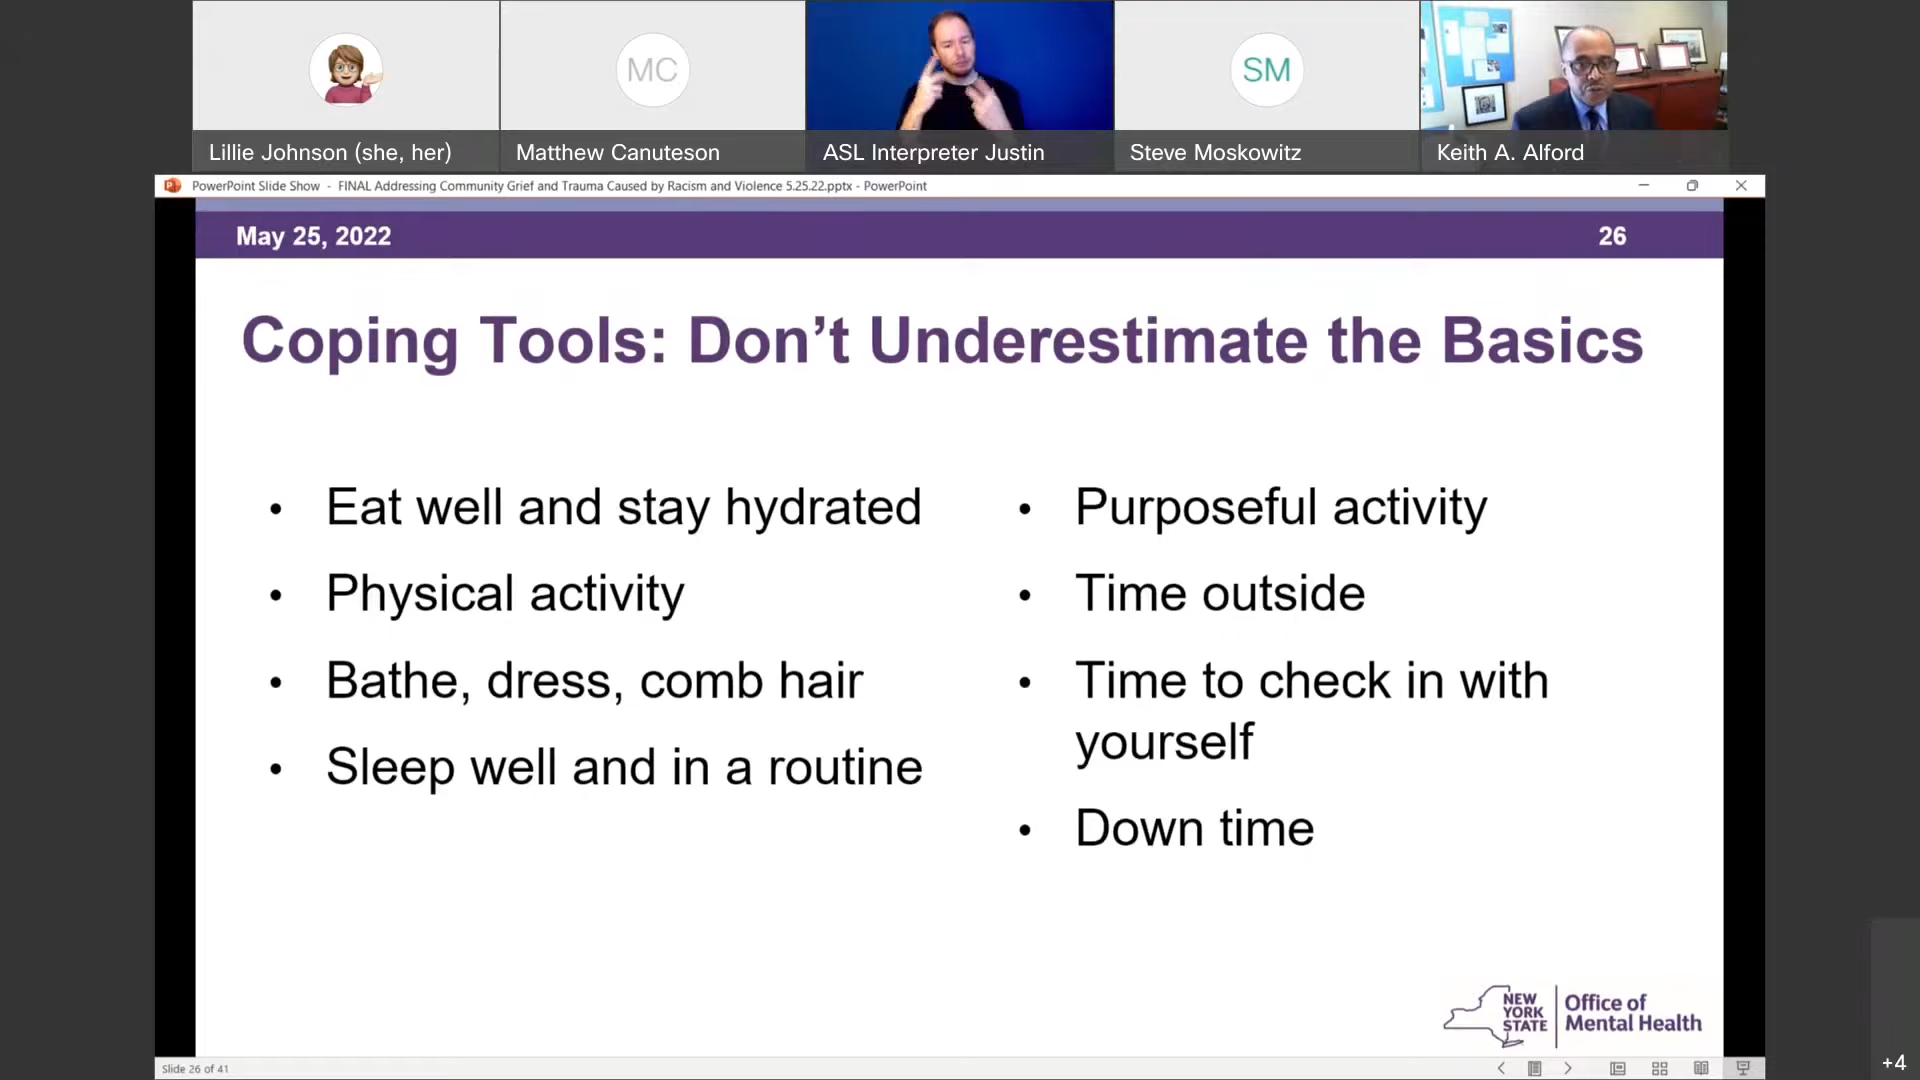 MC
SM
Lillie Johnson (she, her)
Matthew Canuteson
ASL Interpreter Justin
Steve Moskowitz
Keith A. Alford
PowerPoint Slide Show - FINAL Addressing Community Grief and Trauma Caused by Racism and Violence 5.25.22.pptx - PowerPoint
May 25, 2022
26
Coping Tools: Don’t Underestimate the Basics
• Eat well and stay hydrated
• Physical activity
• Bathe, dress, comb hair
• Sleep well and in a routine
• Purposeful activity
• Time outside
• Time to check in with
yourself
• Down time
NEW
YORK
STATE
Office of
Mental Health
Slide 26 of 41
+4